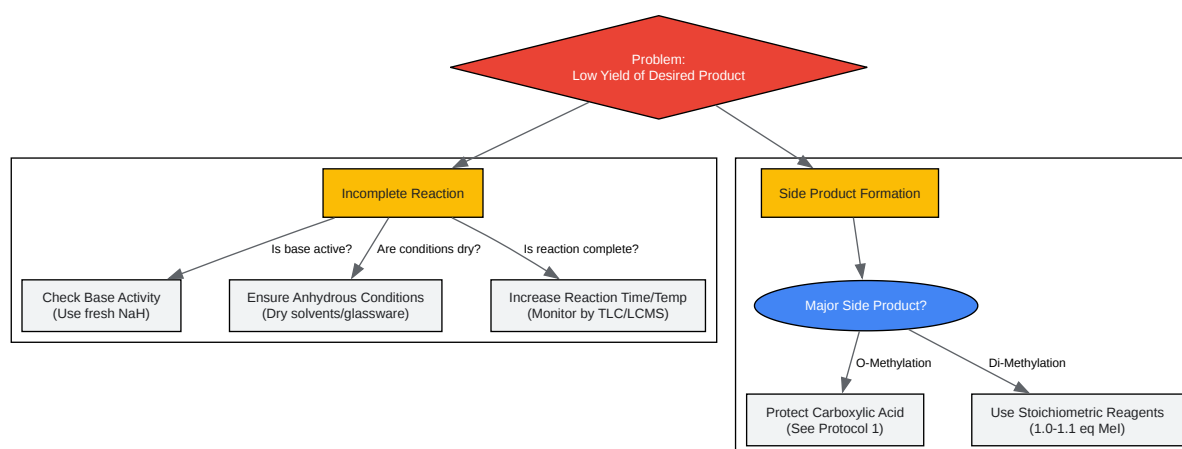 Problem:
Low Yield of Desired Product
Incomplete Reaction
Side Product Formation
Is base active?
Are conditions dry?
Is reaction complete?
Check Base Activity
(Use fresh NaH)
Ensure Anhydrous Conditions
(Dry solvents/glassware)
Increase Reaction Time/Temp
(Monitor by TLC/LCMS)
Major Side Product?
O-Methylation
Di-Methylation
Protect Carboxylic Acid
(See Protocol 1)
Use Stoichiometric Reagents
(1.0-1.1 eq MeI)